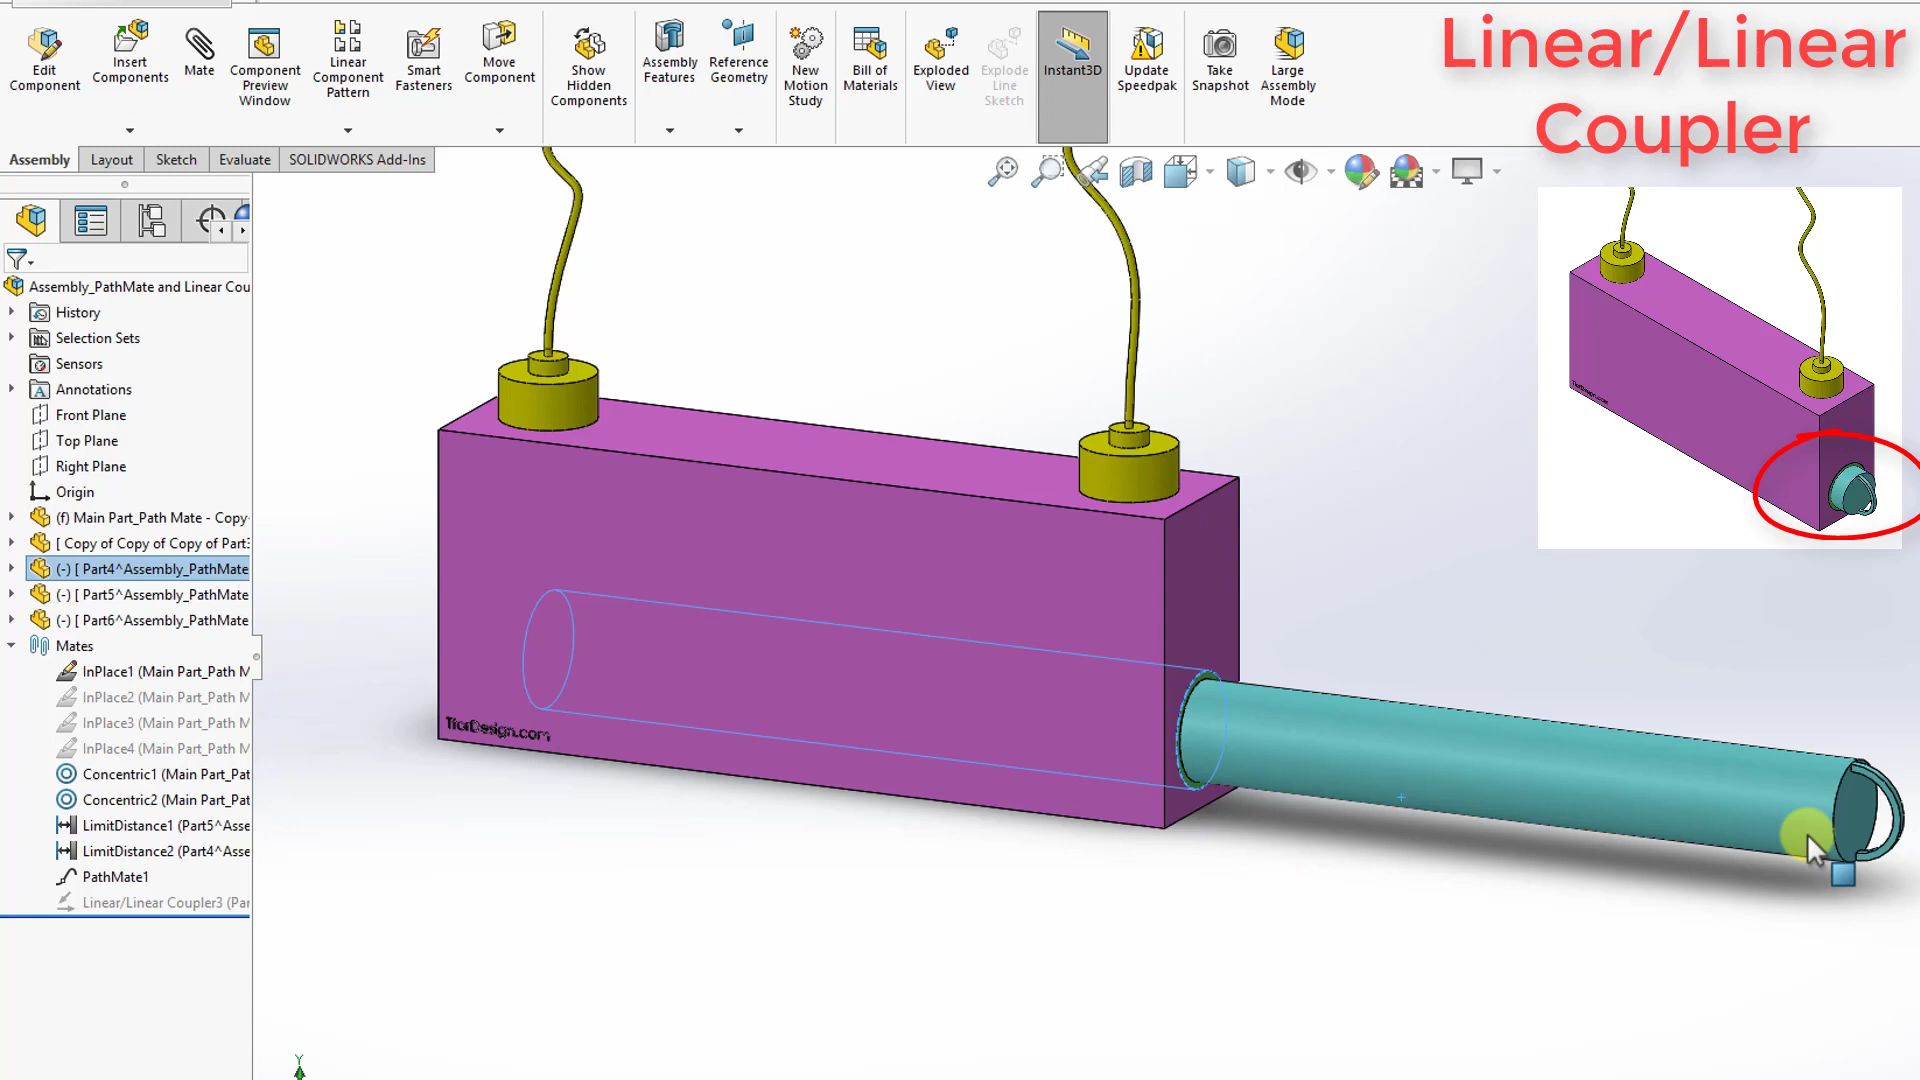 Edit
Component
Insert
Components
Mate
Component
Preview
Window
Linear
Component
Pattern
Smart
Fasteners
Move
Component
Show
Hidden
Components
Assembly
Features
Reference
Geometry
New
Motion
Study
Bill of
Materials
Exploded
View
Explode
Line
Sketch
Instant3D
Update
Speedpak
Take
Snapshot
Large
Assembly
Mode
Linear/Linear
Coupler
Assembly
Layout
Sketch
Evaluate
SOLIDWORKS Add-Ins
Assembly_PathMate and Linear Cou
History
Selection Sets
Sensors
A Annotations
Front Plane
Top Plane
Right Plane
Origin
(f) Main Part_Path Mate - Copy
[ Copy of Copy of Copy of Part3
(-) [ Part4^Assembly_PathMate
(-) [ Part5^Assembly_PathMate
(-) [ Part6^Assembly_PathMate
Mates
InPlace1 (Main Part_Path M
InPlace2 (Main Part_Path M
InPlace3 (Main Part_Path M
InPlace4 (Main Part_Path M
Concentric1 (Main Part_Pat
Concentric2 (Main Part_Pat
LimitDistance1 (Part5^Asse
LimitDistance2 (Part4^Asse
PathMate1
Linear/Linear Coupler3 (Par
Y